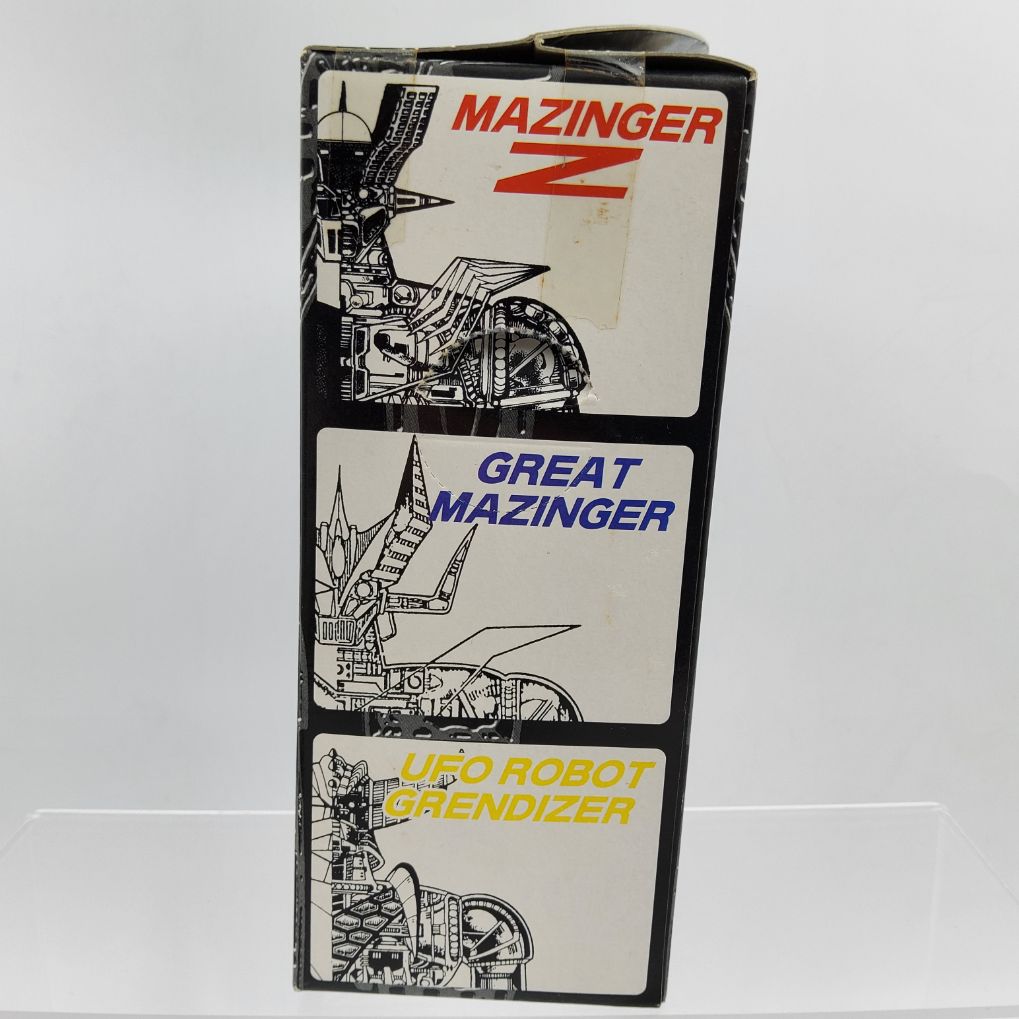 MAZINGER
Z
GREAT
MAZINGER
UFO ROBOT
GRENDIZER